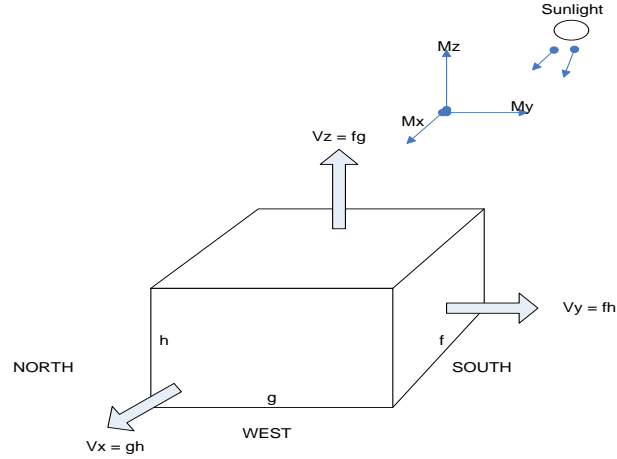 Sunlight
Mz
My
Mx
Vz = fg
h
f
Vy = fh
NORTH
SOUTH
g
WEST
Vx = gh